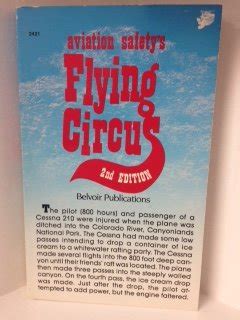 2421
aviation safety's
Flying
Circus
2nd EDITION
Belvoir Publications
The pilot (800 hours) and passenger of a
Cessna 210 were injured when the plane was
ditched into the Colorado River, Canyonlands
National Park. The Cessna had made some low
passes intending to drop a container of ice
cream to a whitewater rafting party. The Cessna
made several flights into the 800 foot deep can-
yon until their friends' raft was located. The plane
then made three passes into the steeply walled
canyon. On the fourth pass, the ice cream drop
was made. Just after the drop, the pilot at-
tempted to add power, but the engine faltered.